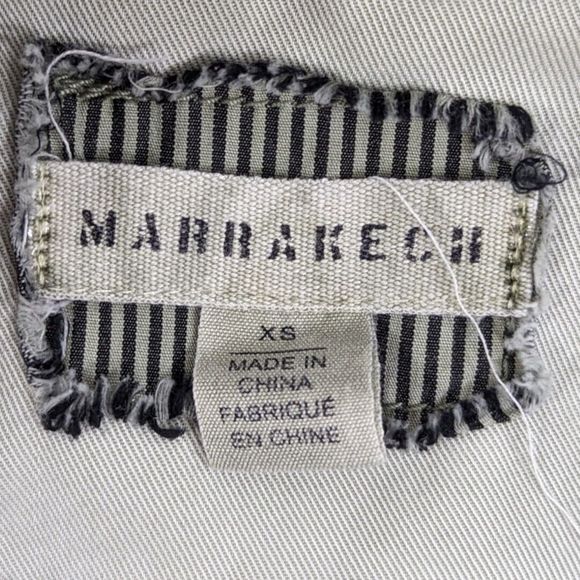 MARRAKECH
XS
MADE IN
CHINA
FABRIQUÉ
EN CHINE